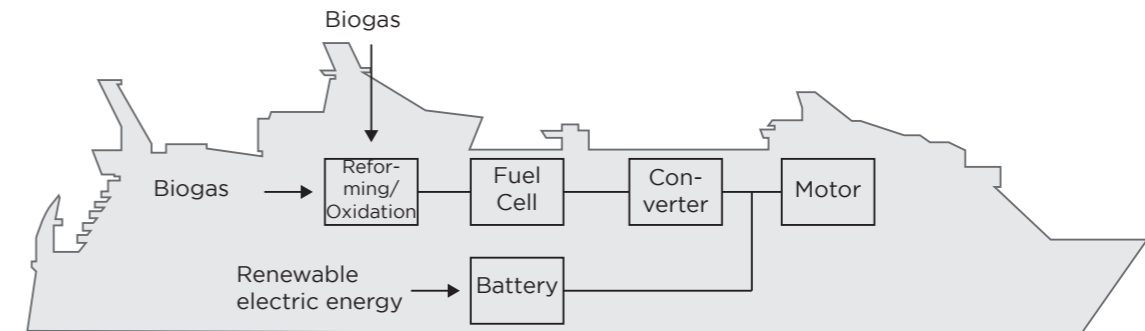 Biogas
Biogas
Refor-
ming/
Oxidation
Fuel
Cell
Con-
verter
Motor
Renewable
electric energy
Battery